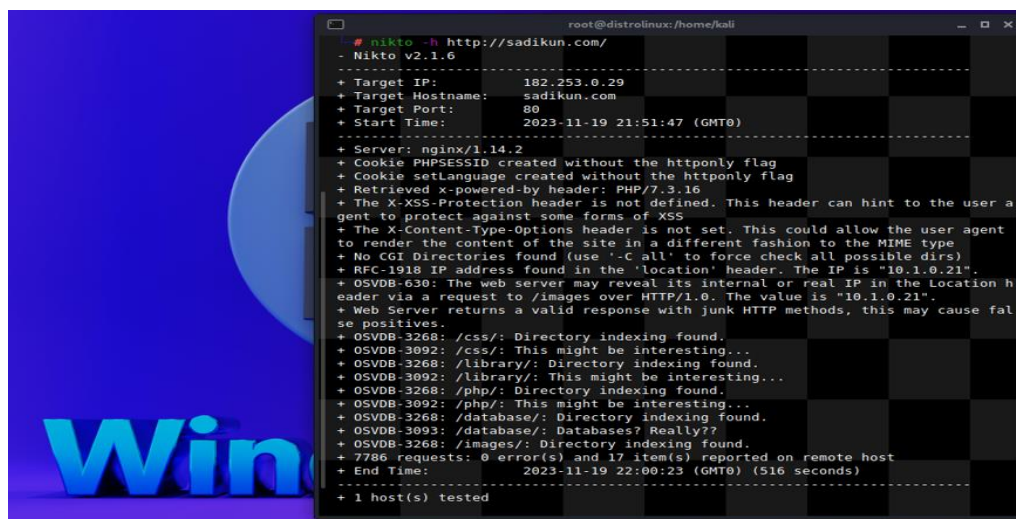 root@distrolinux:/home/kali
# nikto -h http://sadikun.com/
- Nikto v2.1.6
---------------------------------------------------------------------------
+ Target IP:          182.253.0.29
+ Target Hostname:    sadikun.com
+ Target Port:        80
+ Start Time:         2023-11-19 21:51:47 (GMT0)
---------------------------------------------------------------------------
+ Server: nginx/1.14.2
+ Cookie PHPSESSID created without the httponly flag
+ Cookie setLanguage created without the httponly flag
+ Retrieved x-powered-by header: PHP/7.3.16
+ The X-XSS-Protection header is not defined. This header can hint to the user a
gent to protect against some forms of XSS
+ The X-Content-Type-Options header is not set. This could allow the user agent
to render the content of the site in a different fashion to the MIME type
+ No CGI Directories found (use '-C all' to force check all possible dirs)
+ RFC-1918 IP address found in the 'location' header. The IP is "10.1.0.21".
+ OSVDB-630: The web server may reveal its internal or real IP in the Location h
eader via a request to /images over HTTP/1.0. The value is "10.1.0.21".
+ Web Server returns a valid response with junk HTTP methods, this may cause fal
se positives.
+ OSVDB-3268: /css/: Directory indexing found.
+ OSVDB-3092: /css/: This might be interesting...
+ OSVDB-3268: /library/: Directory indexing found.
+ OSVDB-3092: /library/: This might be interesting...
+ OSVDB-3268: /php/: Directory indexing found.
+ OSVDB-3092: /php/: This might be interesting...
+ OSVDB-3268: /database/: Directory indexing found.
+ OSVDB-3093: /database/: Databases? Really??
+ OSVDB-3268: /images/: Directory indexing found.
+ 7786 requests: 0 error(s) and 17 item(s) reported on remote host
+ End Time:           2023-11-19 22:00:23 (GMT0) (516 seconds)
---------------------------------------------------------------------------
+ 1 host(s) tested
Win